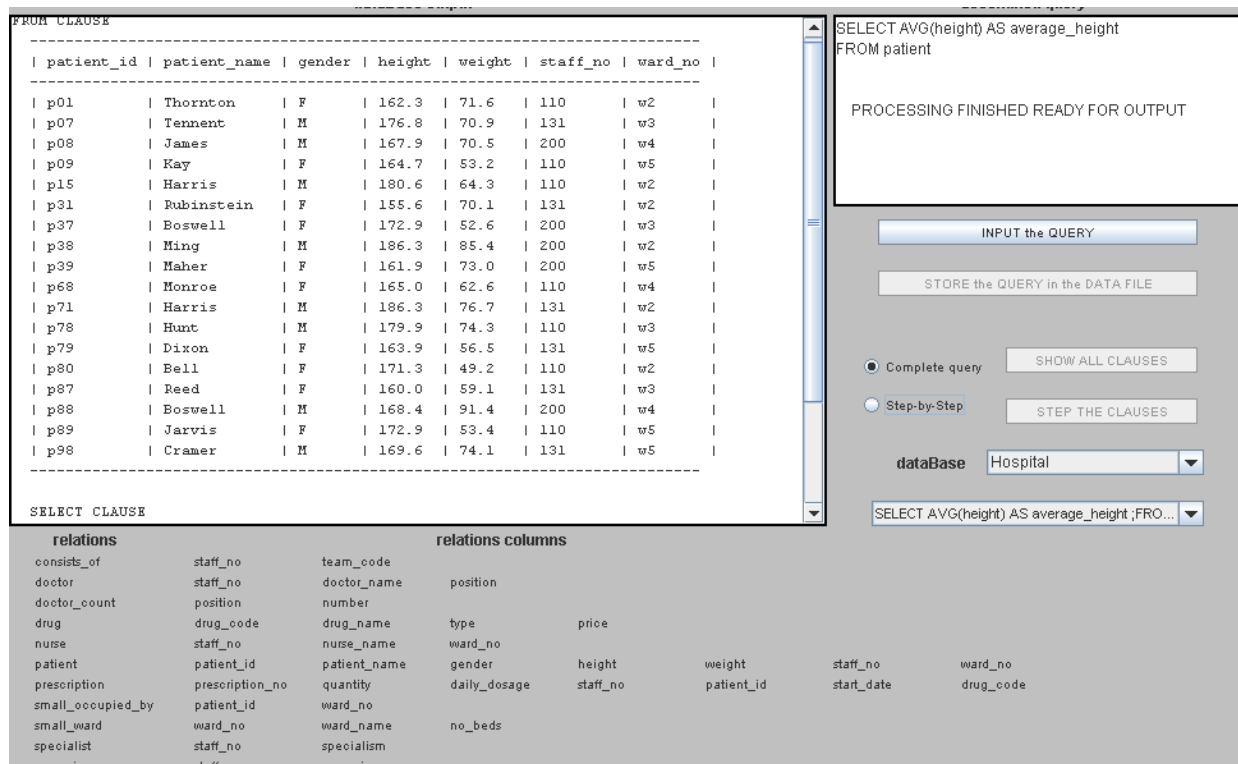 FROM CLAUSE
--------------------------------------------------------------------------------
| patient_id | patient_name | gender | height | weight | staff_no | ward_no |
--------------------------------------------------------------------------------
| p01 | Thornton | F | 162.3 | 71.6 | 110 | w2 |
| p07 | Tennent | M | 176.8 | 70.9 | 131 | w3 |
| p08 | James | M | 167.9 | 70.5 | 200 | w4 |
| p09 | Kay | F | 164.7 | 53.2 | 110 | w5 |
| p15 | Harris | M | 180.6 | 64.3 | 110 | w2 |
| p31 | Rubinstein | F | 155.6 | 70.1 | 131 | w2 |
| p37 | Boswell | F | 172.9 | 52.6 | 200 | w3 |
| p38 | Ming | M | 186.3 | 85.4 | 200 | w2 |
| p39 | Maher | F | 161.9 | 73.0 | 200 | w5 |
| p68 | Monroe | F | 165.0 | 62.6 | 110 | w4 |
| p71 | Harris | M | 186.3 | 76.7 | 131 | w2 |
| p78 | Hunt | M | 179.9 | 74.3 | 110 | w3 |
| p79 | Dixon | F | 163.9 | 56.5 | 131 | w5 |
| p80 | Bell | F | 171.3 | 49.2 | 110 | w2 |
| p87 | Reed | F | 160.0 | 59.1 | 131 | w3 |
| p88 | Boswell | M | 168.4 | 91.4 | 200 | w4 |
| p89 | Jarvis | F | 172.9 | 53.4 | 110 | w5 |
| p98 | Cramer | M | 169.6 | 74.1 | 131 | w5 |
--------------------------------------------------------------------------------
SELECT CLAUSE
SELECT AVG(height) AS average_height
FROM patient
PROCESSING FINISHED READY FOR OUTPUT
INPUT the QUERY
STORE the QUERY in the DATA FILE
Complete query SHOW ALL CLAUSES
Step-by-Step STEP THE CLAUSES
dataBase Hospital
SELECT AVG(height) AS average_height ;FRO...
relations relations columns
consists_of staff_no team_code
doctor staff_no doctor_name position
doctor_count position number
drug drug_code drug_name type price
nurse staff_no nurse_name ward_no
patient patient_id patient_name gender height weight staff_no ward_no
prescription prescription_no quantity daily_dosage staff_no patient_id start_date drug_code
small_occupied_by patient_id ward_no
small_ward ward_no ward_name no_beds
specialist staff_no specialism